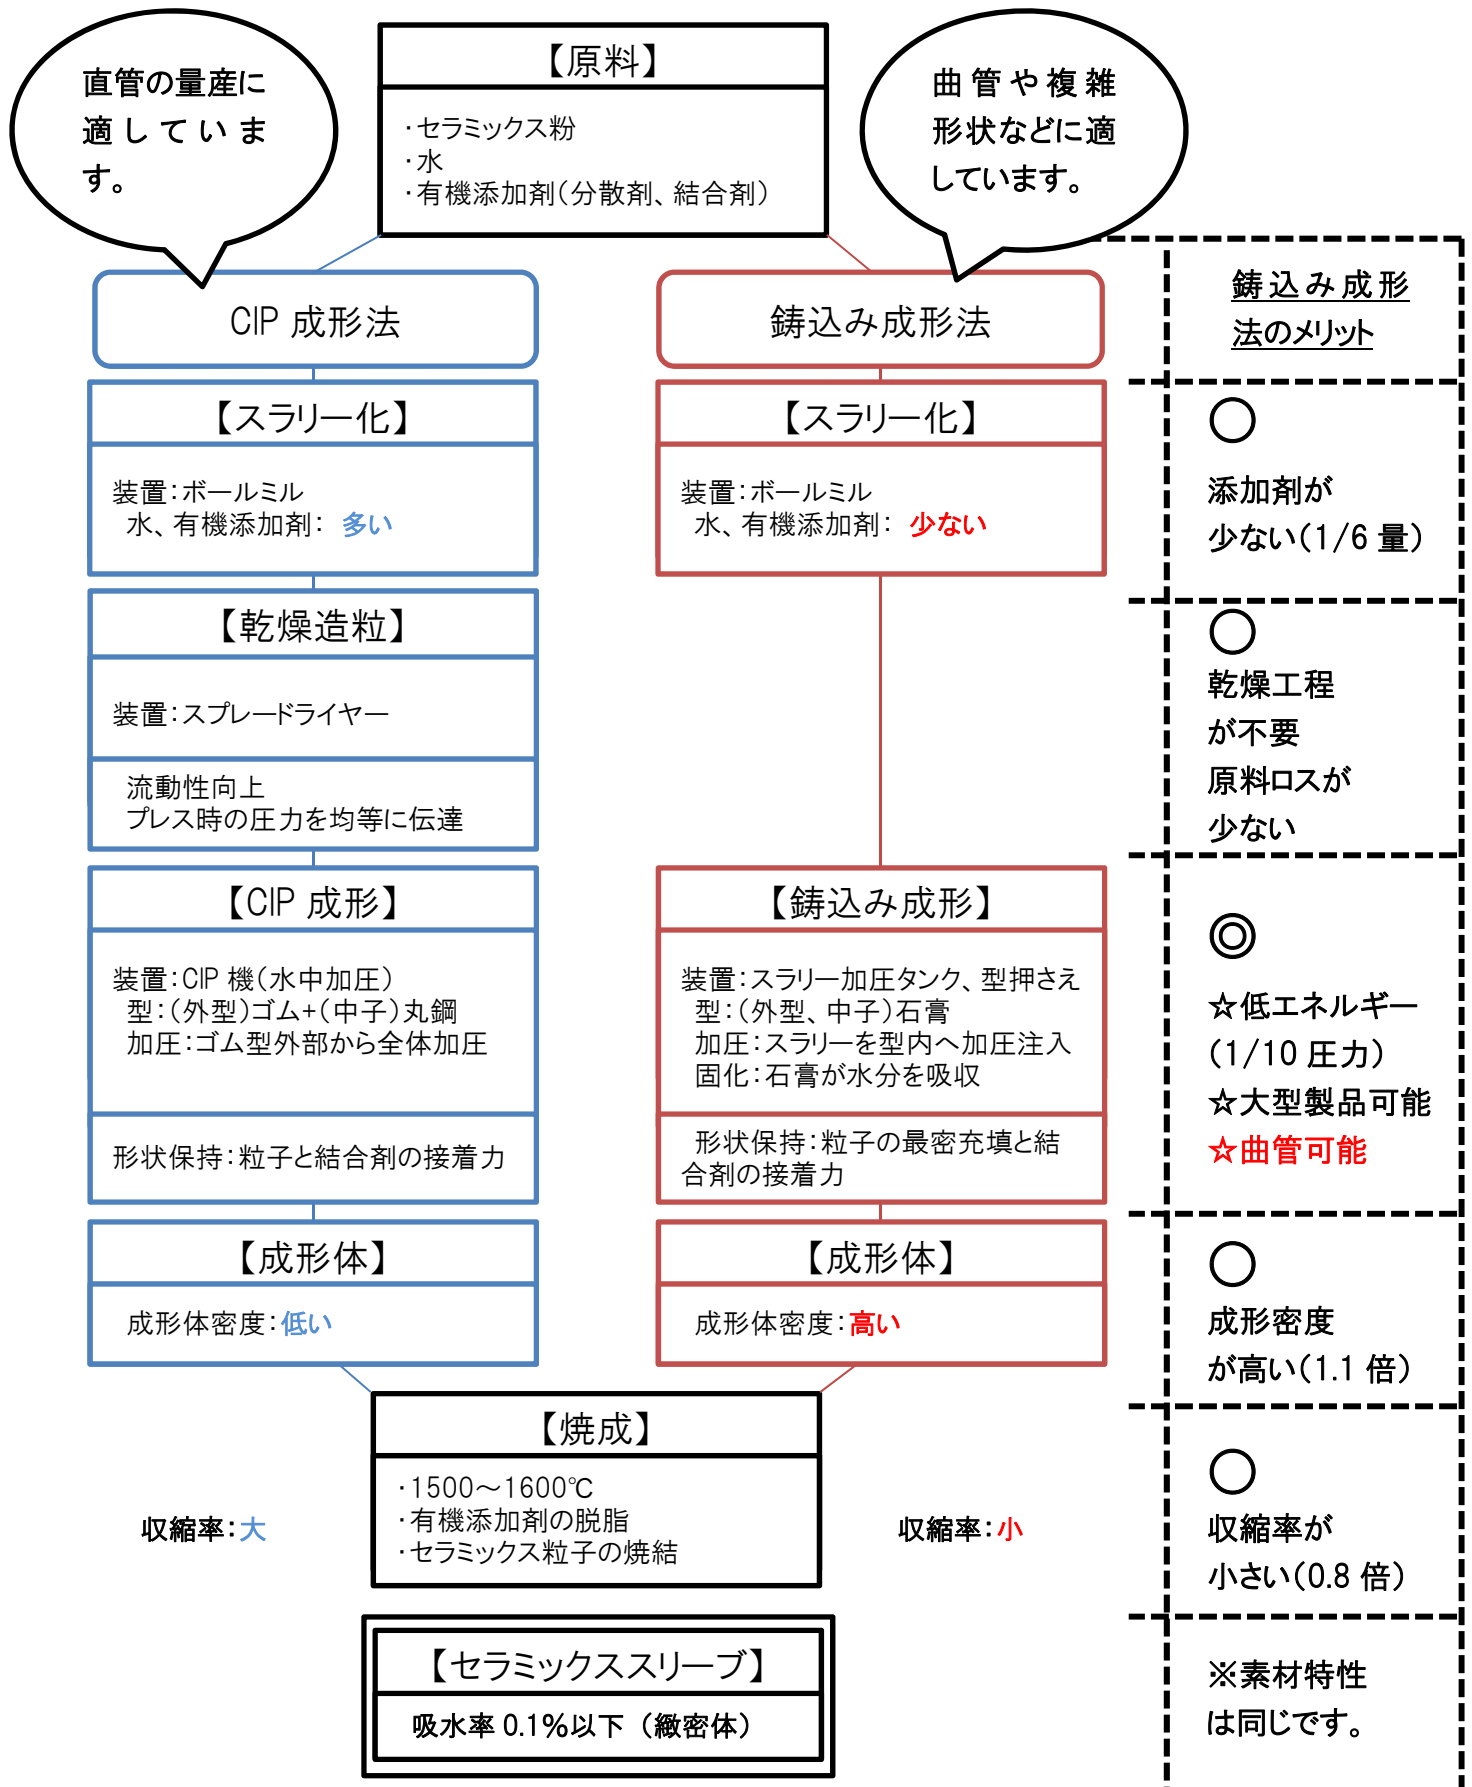 直管の量産に
適しています。
【原料】
・セラミックス粉
・水
・有機添加剤(分散剤、結合剤)
曲管や複雑
形状などに適
しています。
CIP 成形法
鋳込み成形法
鋳込み成形
法のメリット
【スラリー化】
装置:ボールミル
水、有機添加剤: 多い
【スラリー化】
装置:ボールミル
水、有機添加剤: 少ない
○
添加剤が
少ない(1/6 量)
【乾燥造粒】
装置:スプレードライヤー
流動性向上
プレス時の圧力を均等に伝達
○
乾燥工程
が不要
原料ロスが
少ない
【CIP 成形】
装置:CIP 機(水中加圧)
型:(外型)ゴム+(中子)丸鋼
加圧:ゴム型外部から全体加圧
形状保持:粒子と結合剤の接着力
【鋳込み成形】
装置:スラリー加圧タンク、型押さえ
型:(外型、中子)石膏
加圧:スラリーを型内へ加圧注入
固化:石膏が水分を吸収
形状保持:粒子の最密充填と結
合剤の接着力
◎
☆低エネルギー
(1/10 圧力)
☆大型製品可能
☆曲管可能
【成形体】
成形体密度:低い
【成形体】
成形体密度:高い
○
成形密度
が高い(1.1 倍)
【焼成】
・1500～1600℃
・有機添加剤の脱脂
・セラミックス粒子の焼結
収縮率:大
収縮率:小
○
収縮率が
小さい(0.8 倍)
【セラミックススリーブ】
吸水率 0.1%以下 (緻密体)
※素材特性
は同じです。